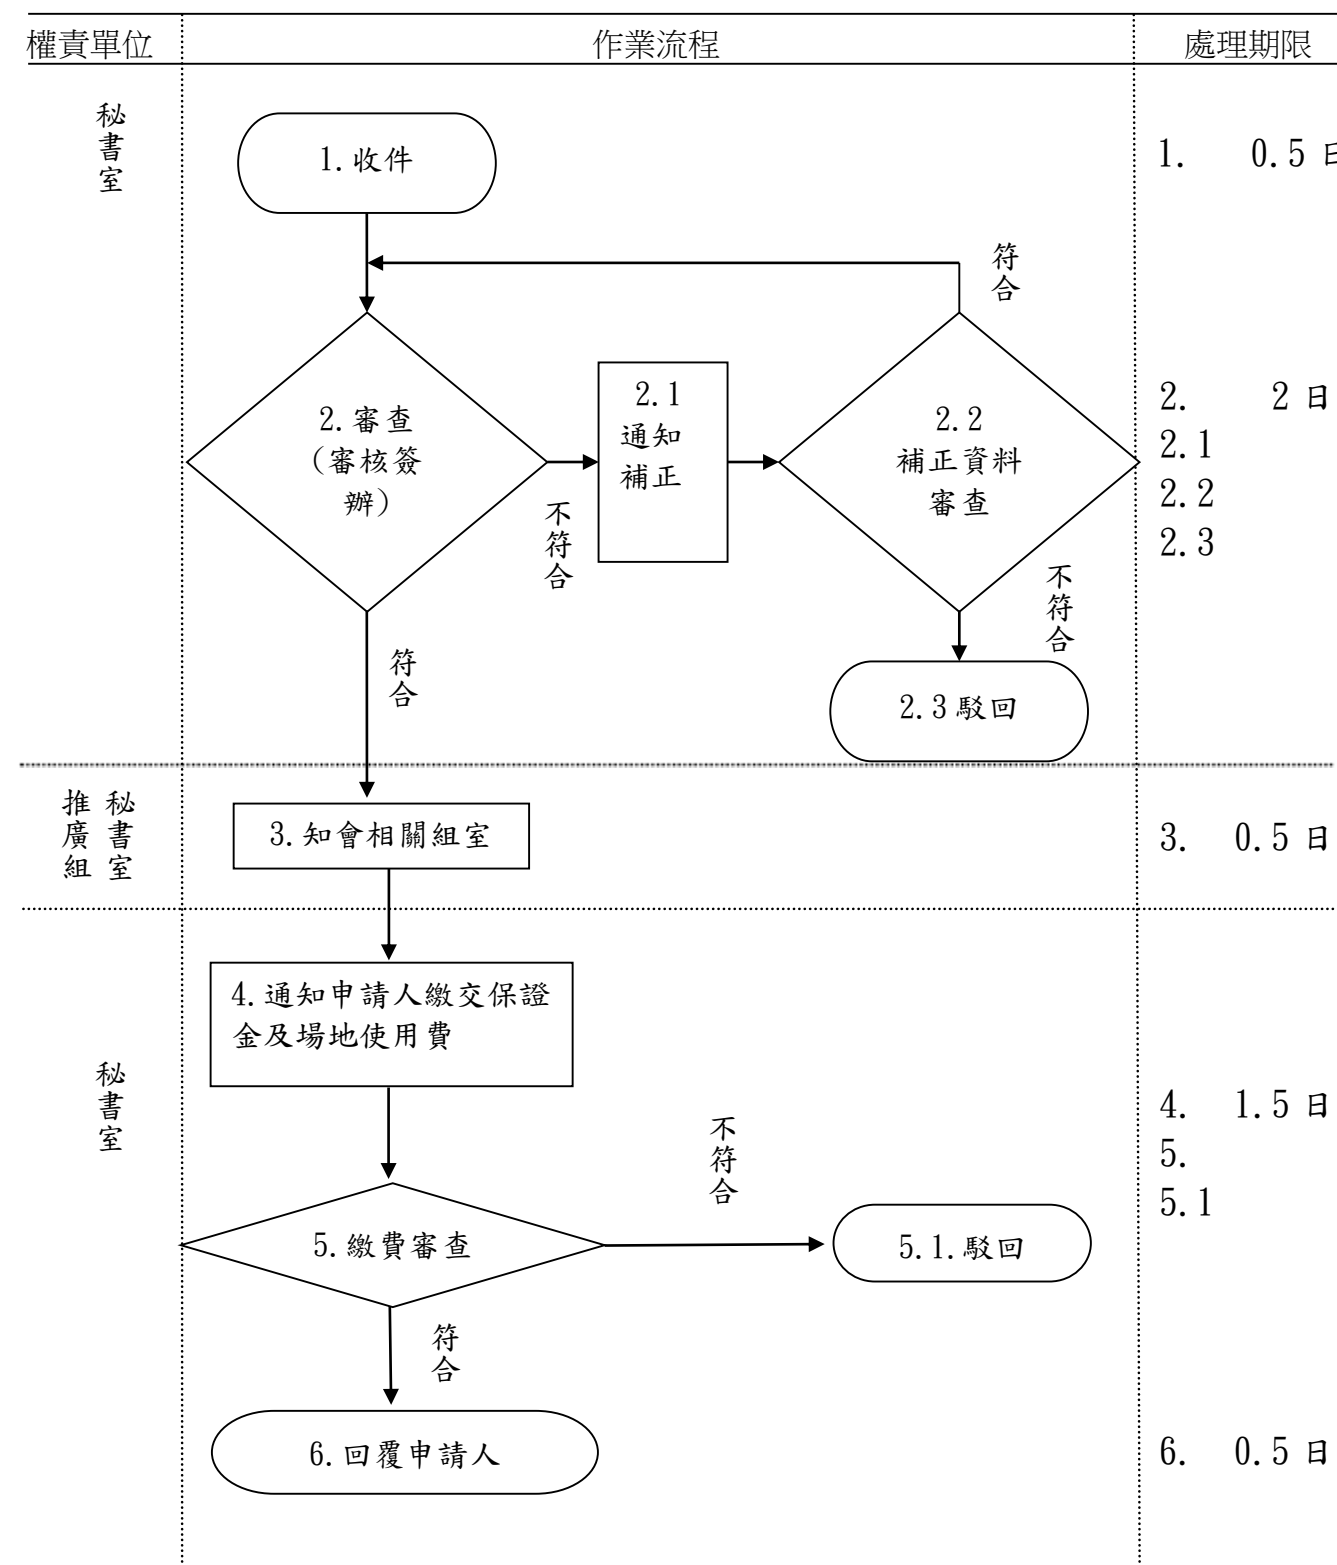 權責單位
作業流程
處理期限
秘書室
1.收件
1. 0.5 日
符合
2.審查
(審核簽
辦)
不符合
2.1
通知
補正
2.2
補正資料
審查
不符合
2. 2 日
2.1
2.2
2.3
符合
2.3 駁回
推廣組
秘書室
3.知會相關組室
3. 0.5 日
秘書室
4.通知申請人繳交保證
金及場地使用費
不符合
4. 1.5 日
5.
5.1
5.繳費審查
5.1.駁回
符合
6.回覆申請人
6. 0.5 日